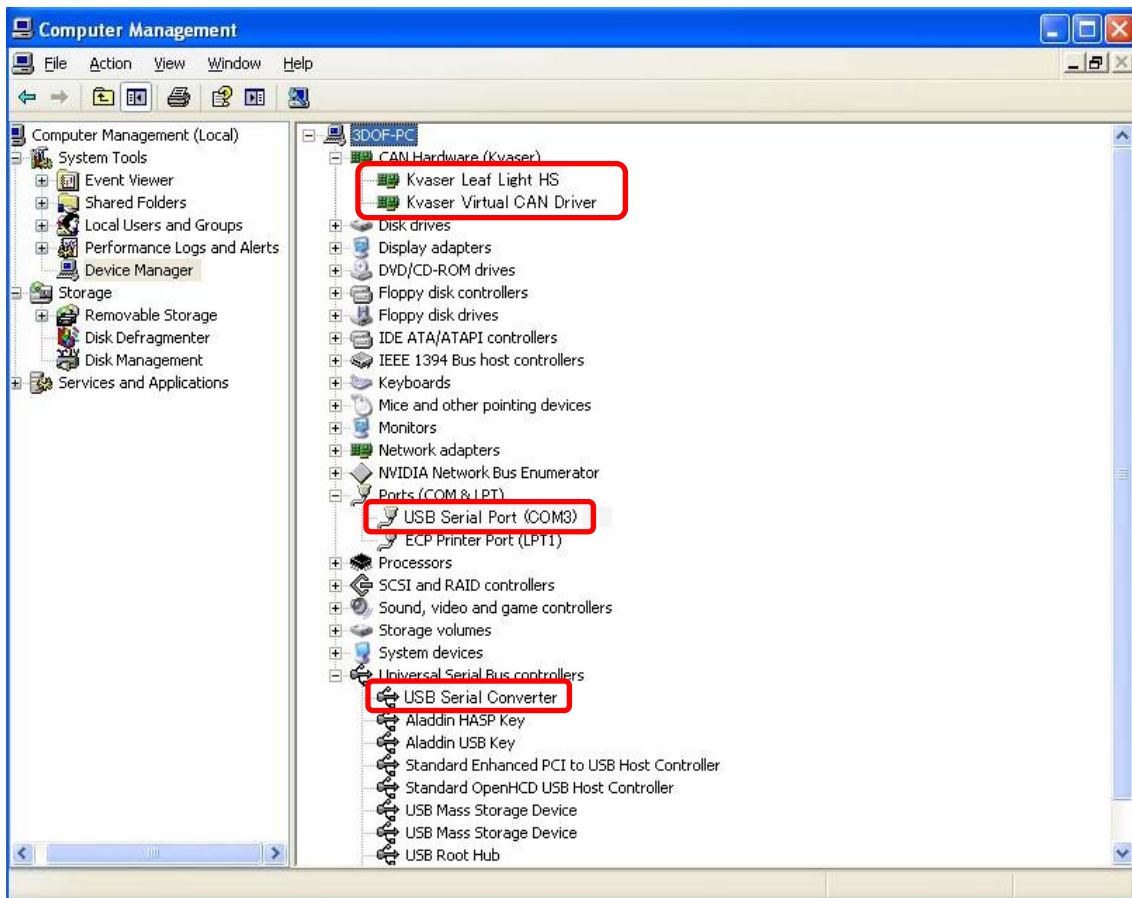 Computer Management
File Action View Window Help
Computer Management (Local)
System Tools
Event Viewer
Shared Folders
Local Users and Groups
Performance Logs and Alerts
Device Manager
Storage
Removable Storage
Disk Defragmenter
Disk Management
Services and Applications
3DOF-PC
CAN Hardware (Kvaser)
Kvaser Leaf Light HS
Kvaser Virtual CAN Driver
Disk drives
Display adapters
DVD/CD-ROM drives
Floppy disk controllers
Floppy disk drives
IDE ATA/ATAPI controllers
IEEE 1394 Bus host controllers
Keyboards
Mice and other pointing devices
Monitors
Network adapters
NVIDIA Network Bus Enumerator
Ports (COM & LPT)
USB Serial Port (COM3)
ECP Printer Port (LPT1)
Processors
SCSI and RAID controllers
Sound, video and game controllers
Storage volumes
System devices
Universal Serial Bus controllers
USB Serial Converter
Aladdin HASP Key
Aladdin USB Key
Standard Enhanced PCI to USB Host Controller
Standard OpenHCD USB Host Controller
USB Mass Storage Device
USB Mass Storage Device
USB Root Hub